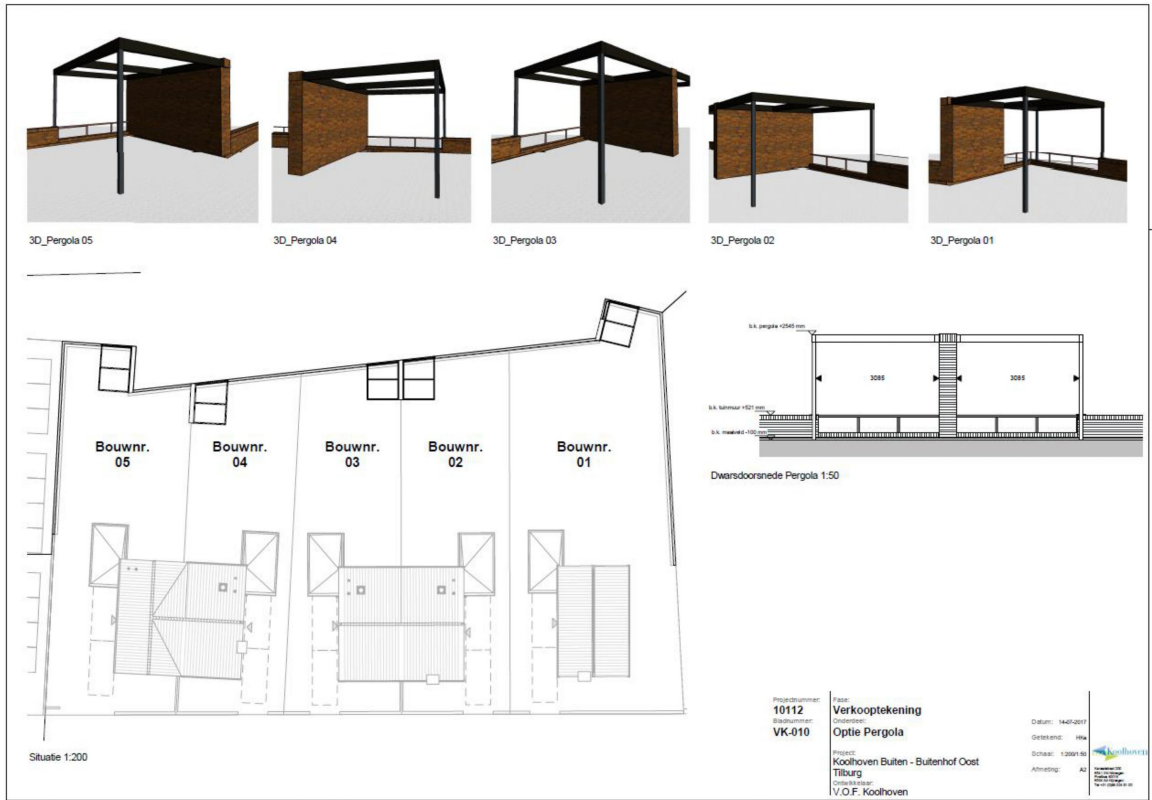 3D_Pergola 05
3D_Pergola 04
3D_Pergola 03
3D_Pergola 02
3D_Pergola 01
b.k. pergola +2545 mm
3085
3085
b.k. tuinmuur +521 mm
b.k. maaiveld -100 mm
Dwarsdoorsnede Pergola 1:50
Bouwnr.
05
Bouwnr.
04
Bouwnr.
03
Bouwnr.
02
Bouwnr.
01
Situatie 1:200
Projectnummer:
10112
Bladnummer:
VK-010
Fase:
Verkooptekening
Onderdeel:
Optie Pergola
Project:
Koolhoven Buiten - Buitenhof Oost
Tilburg
Ontwikkelaar:
V.O.F. Koolhoven
Datum: 14-07-2017
Getekend:
Schaal: 1:200/1:50
Afmeting: A2
Koolhoven